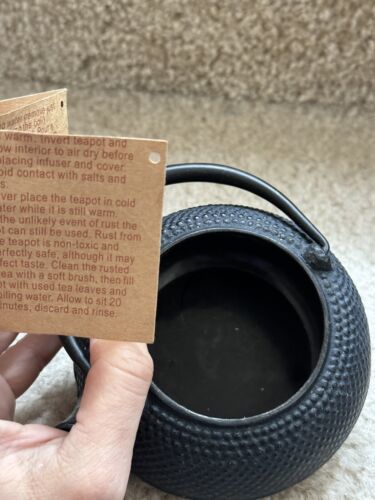 warm. Invert teapot and
ow interior to air dry before
lacing infuser and cover
oid contact with salts and
s.
ver place the teapot in cold
ater while it is still warm.
the unlikely event of rust the
ot can still be used. Rust from
e teapot is non-toxic and
erfectly safe, although it may
fect taste. Clean the rusted
ea with a soft brush, then fill
ot with used tea leaves and
oiling water. Allow to sit 20
inutes, discard and rinse.